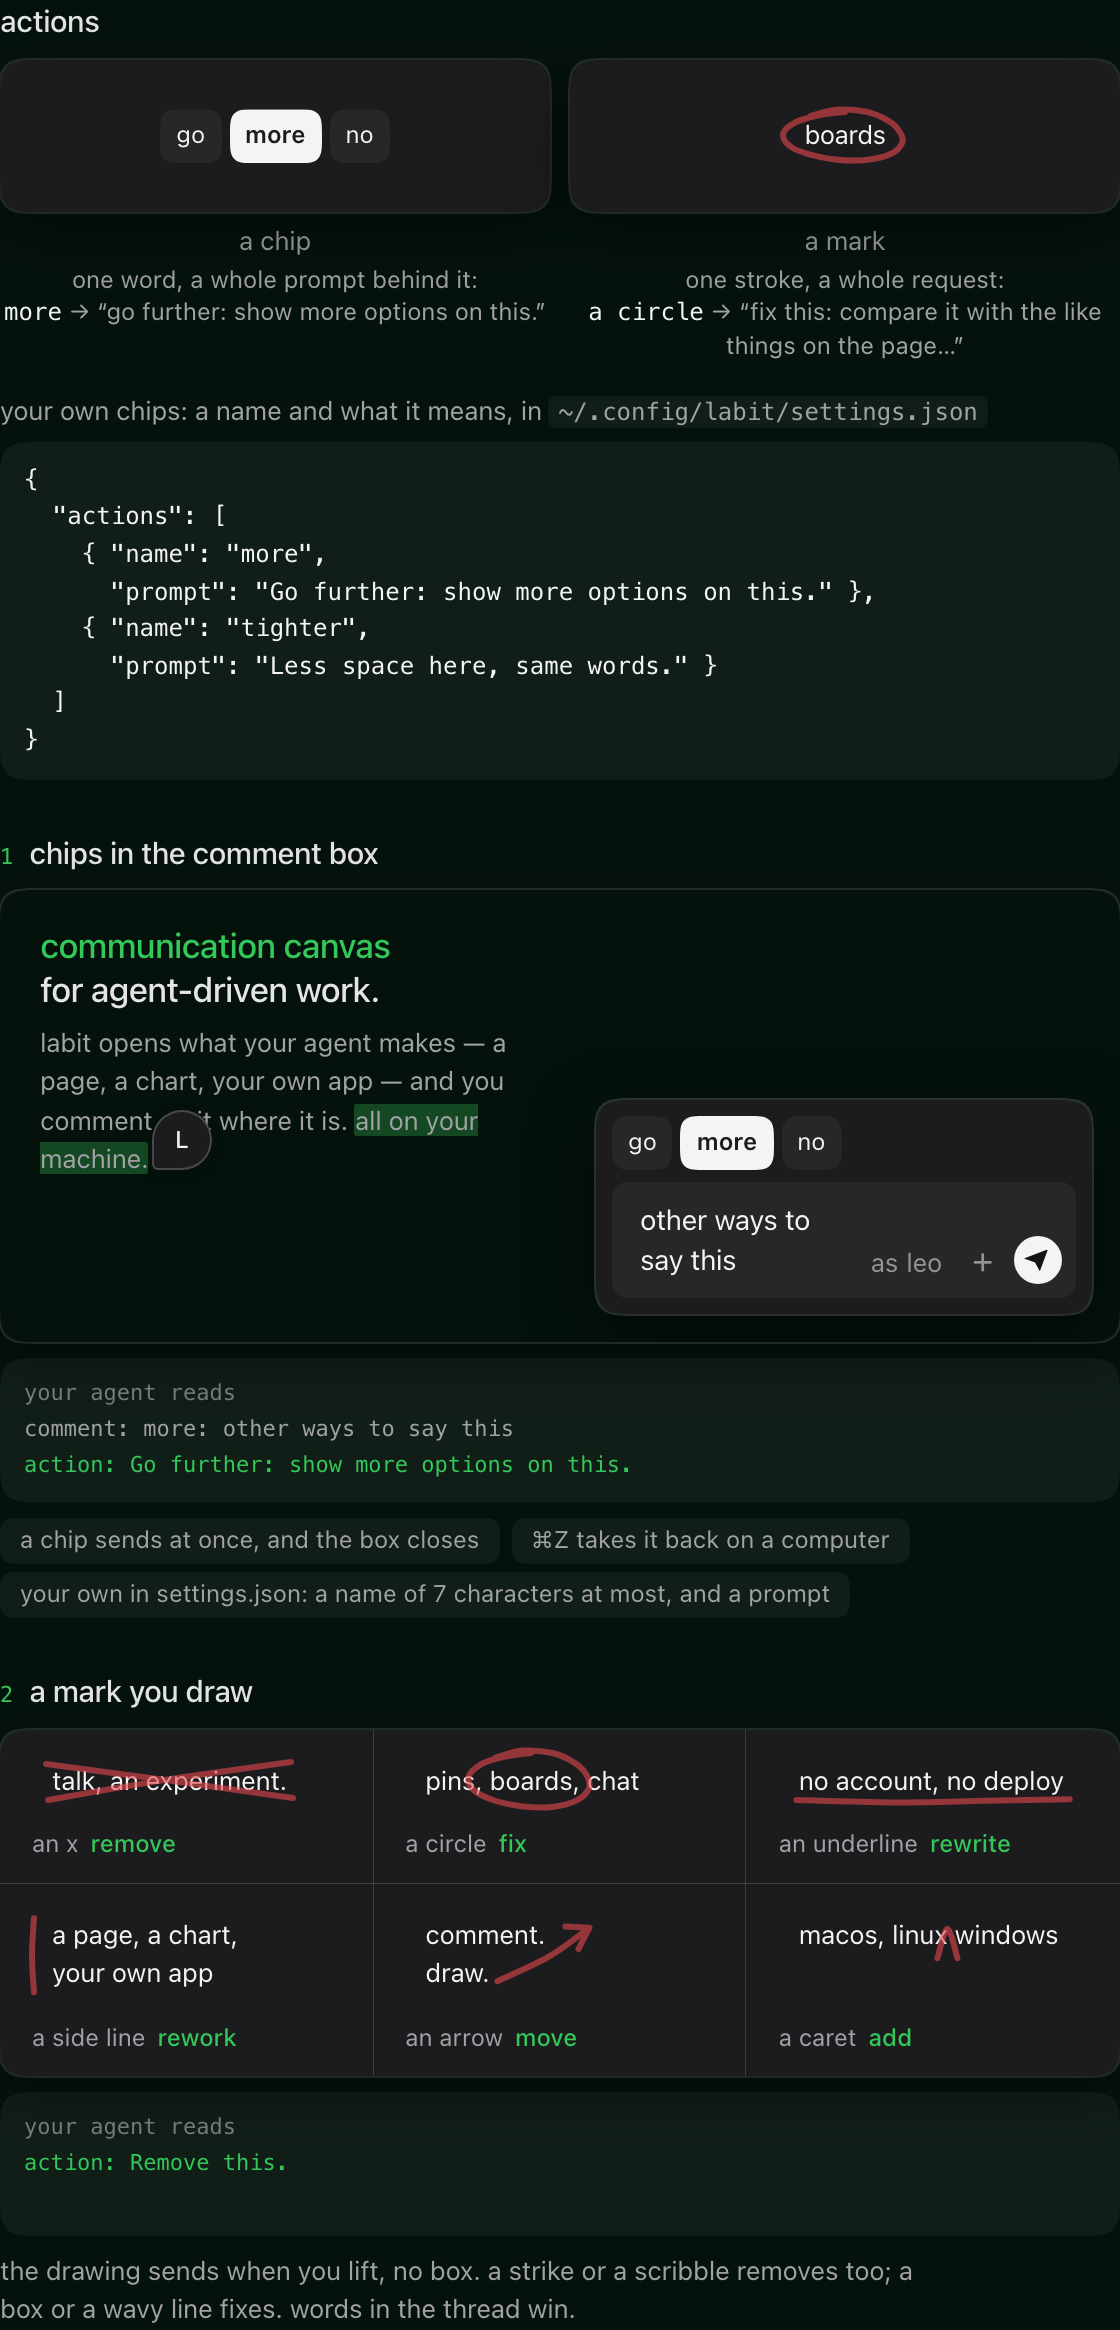 actions
go more no
boards
a chip
one word, a whole prompt behind it:
more → “go further: show more options on this.”
a mark
one stroke, a whole request:
a circle → “fix this: compare it with the like
things on the page…”
your own chips: a name and what it means, in ~/.config/labit/settings.json
{
"actions": [
{ "name": "more",
"prompt": "Go further: show more options on this." },
{ "name": "tighter",
"prompt": "Less space here, same words." }
]
}
1 chips in the comment box
communication canvas
for agent-driven work.
labit opens what your agent makes — a
page, a chart, your own app — and you
comment where it is. all on your
machine.
L
go more no
other ways to
say this
as leo +
your agent reads
comment: more: other ways to say this
action: Go further: show more options on this.
a chip sends at once, and the box closes
⌘Z takes it back on a computer
your own in settings.json: a name of 7 characters at most, and a prompt
2 a mark you draw
talk, an experiment.
an x remove
pins, boards, chat
a circle fix
no account, no deploy
an underline rewrite
a page, a chart,
your own app
a side line rework
comment.
draw.
an arrow move
macos, linux windows
a caret add
your agent reads
action: Remove this.
the drawing sends when you lift, no box. a strike or a scribble removes too; a
box or a wavy line fixes. words in the thread win.